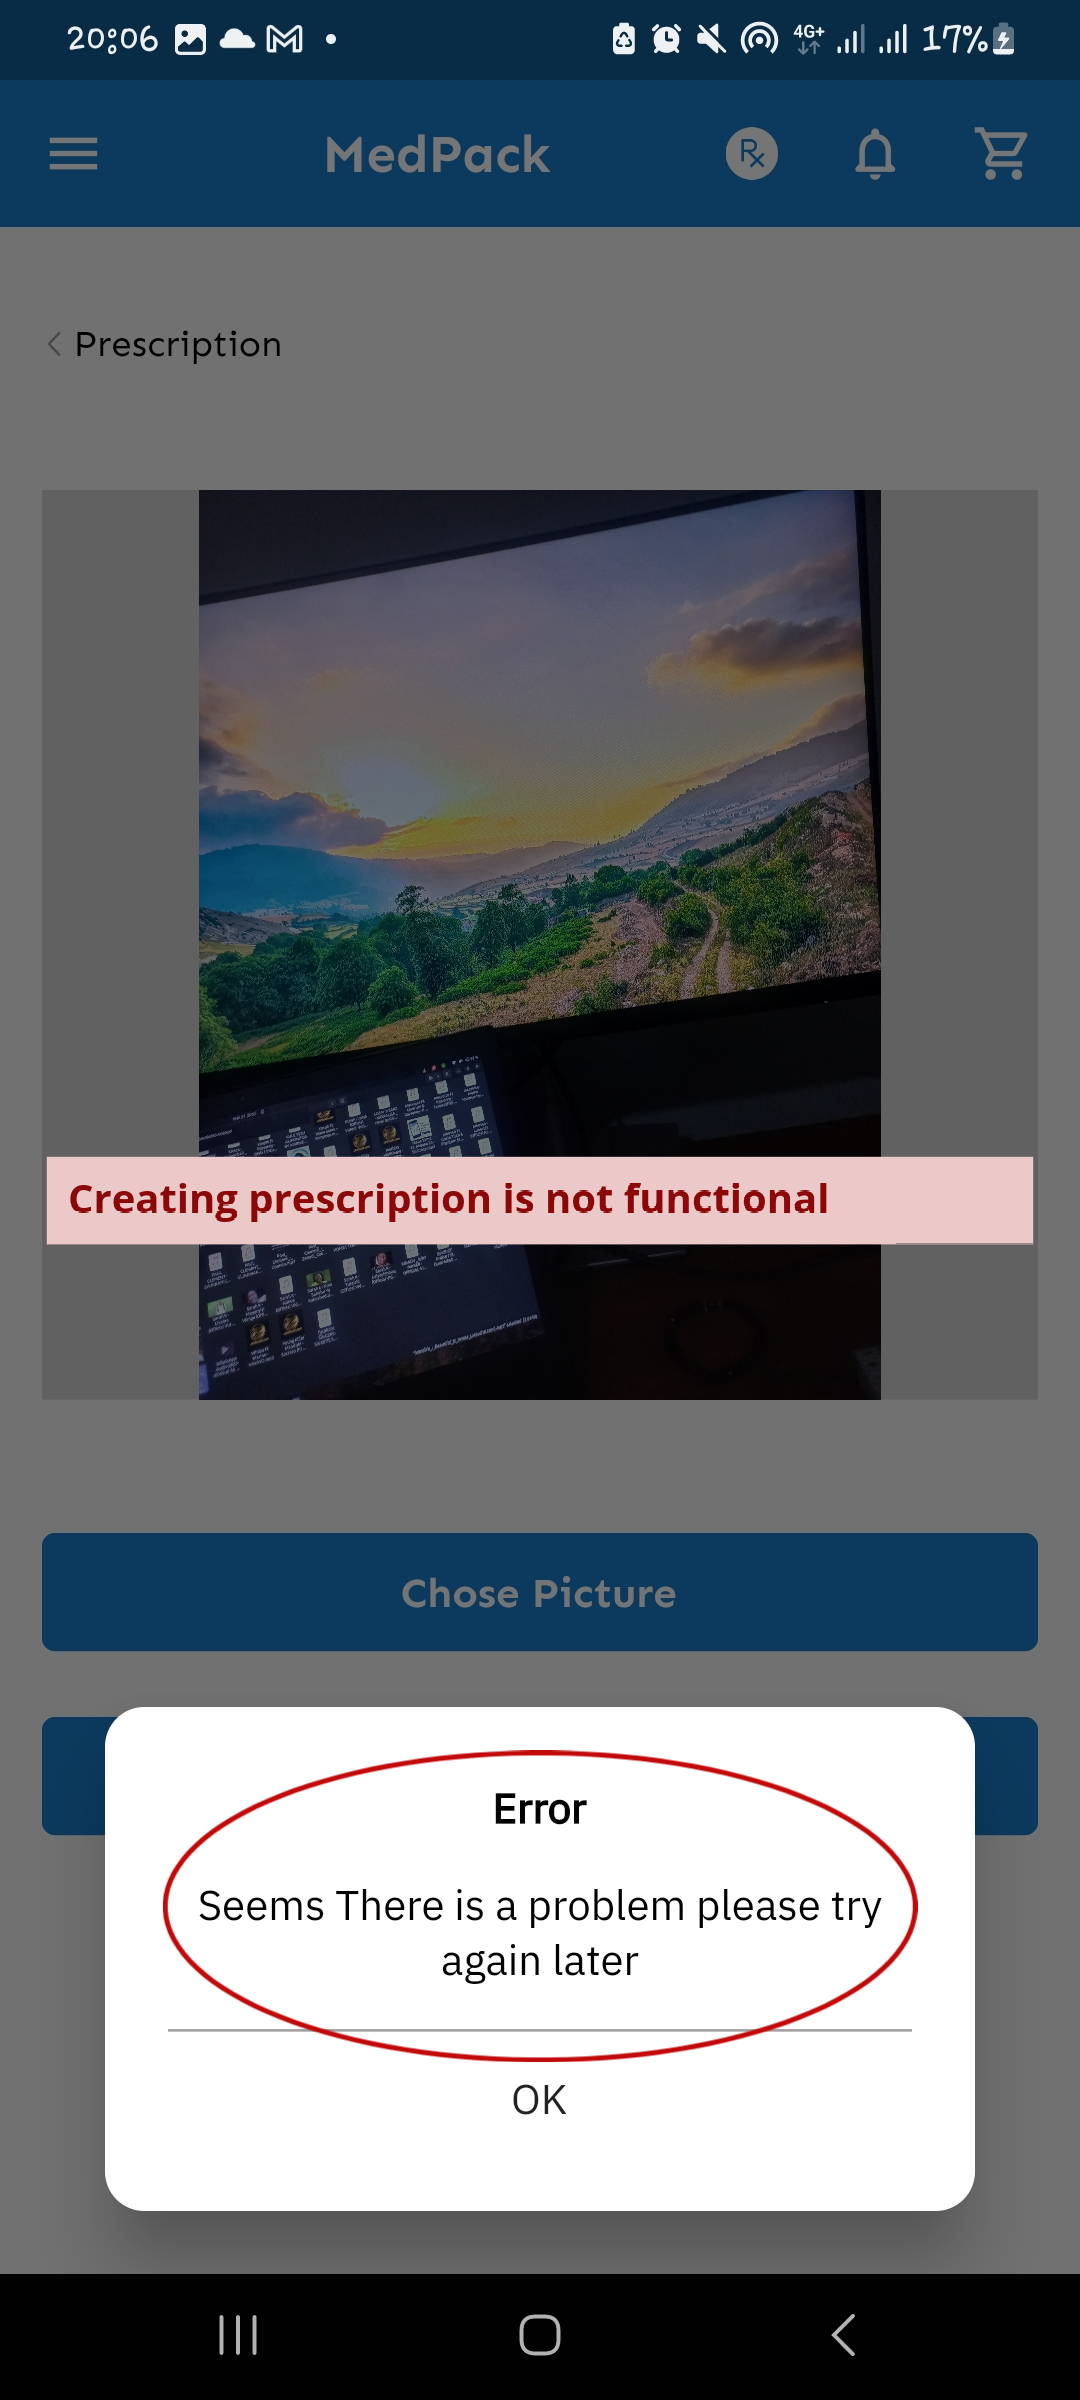 20:06 4G+ 17%
MedPack
Rx
Prescription
Creating prescription is not functional
Chose Picture
Error
Seems There is a problem please try
again later
OK